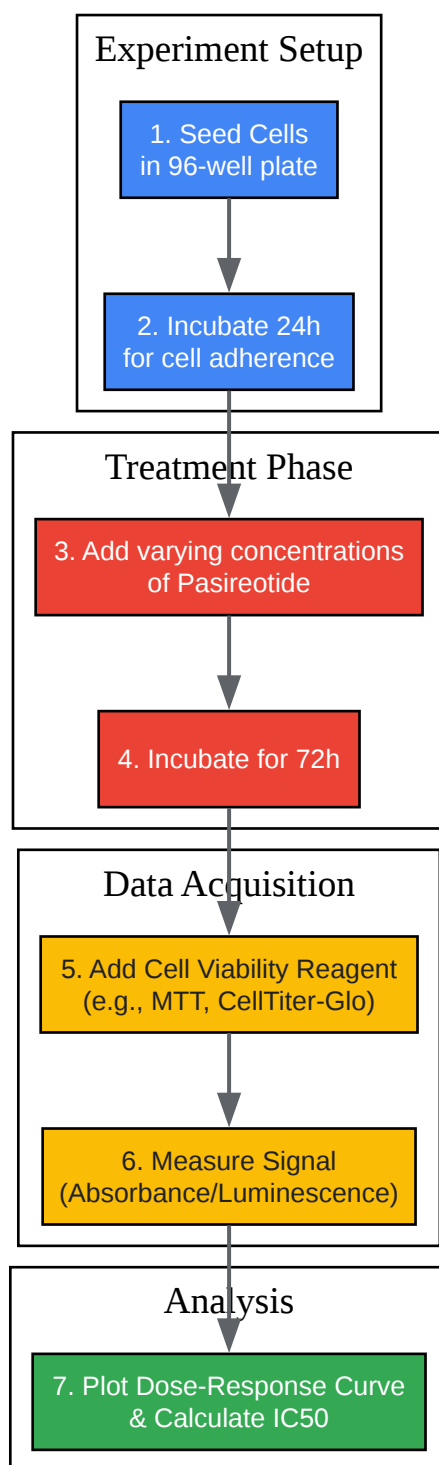 Experiment Setup
1. Seed Cells
in 96-well plate
2. Incubate 24h
for cell adherence
Treatment Phase
3. Add varying concentrations
of Pasireotide
4. Incubate for 72h
Data Acquisition
5. Add Cell Viability Reagent
(e.g., MTT, CellTiter-Glo)
6. Measure Signal
(Absorbance/Luminescence)
Analysis
7. Plot Dose-Response Curve
& Calculate IC50